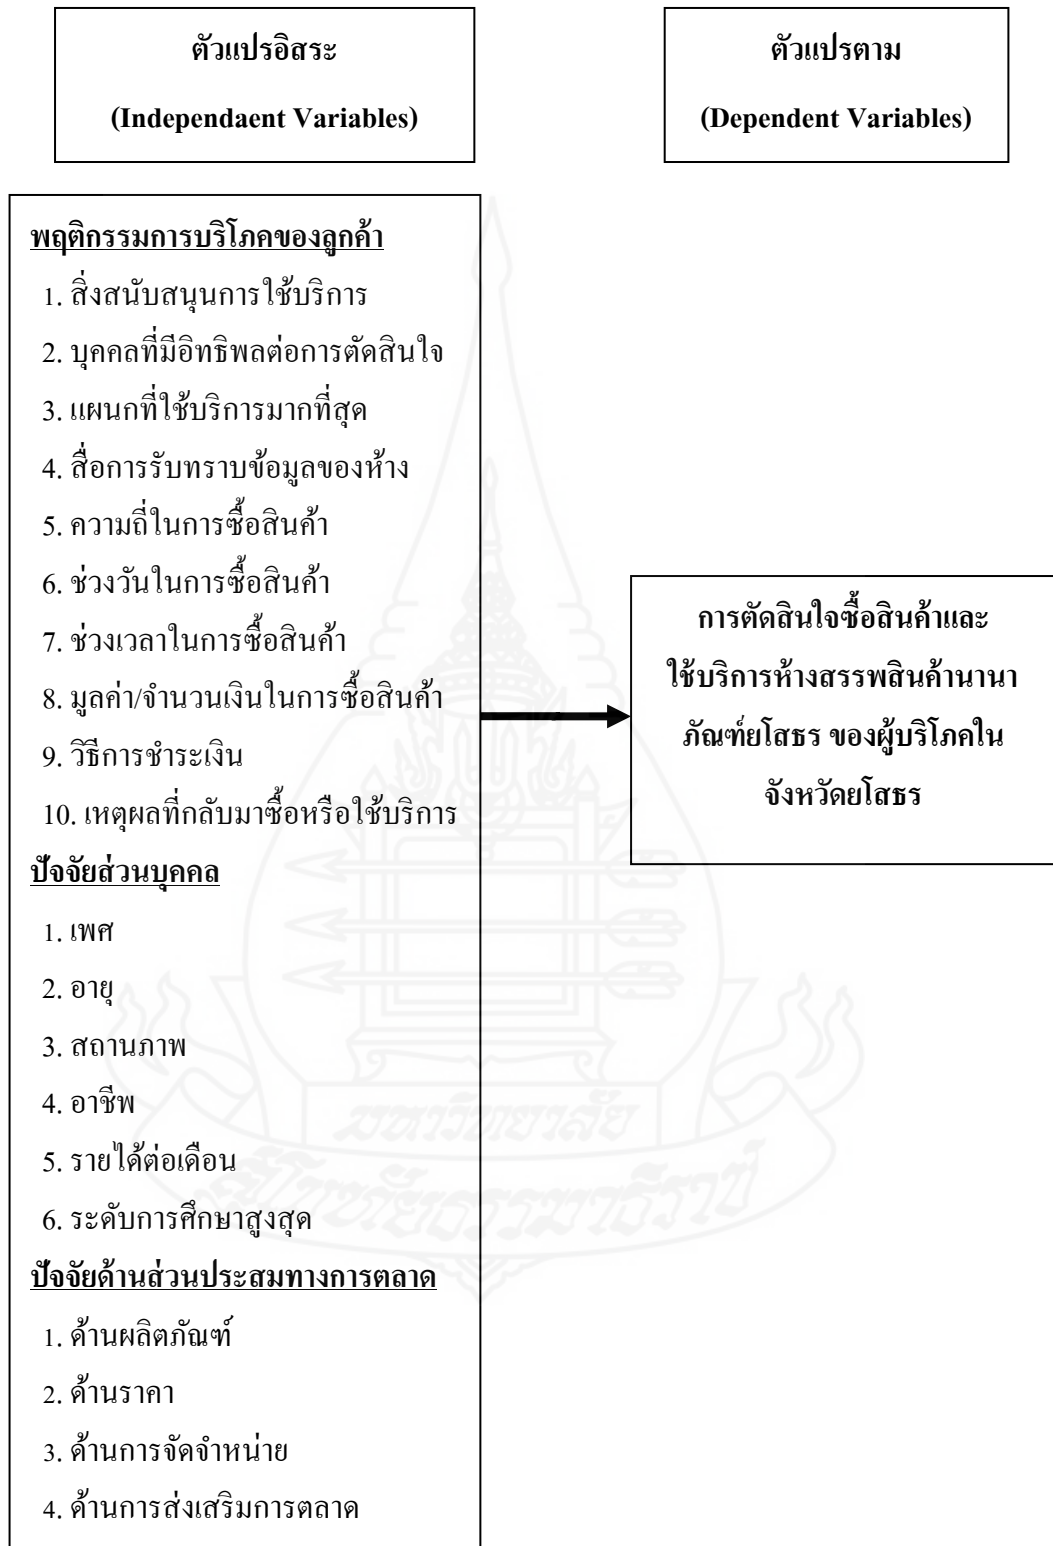 ตัวแปรอิสระ
(Independaent Variables)
ตัวแปรตาม
(Dependent Variables)
พฤติกรรมการบริโภคของลูกค้า
1. สิ่งสนับสนุนการใช้บริการ
2. บุคคลที่มีอิทธิพลต่อการตัดสินใจ
3. แผนกที่ใช้บริการมากที่สุด
4. สื่อการรับทราบข้อมูลของห้าง
5. ความถี่ในการซื้อสินค้า
6. ช่วงวันในการซื้อสินค้า
7. ช่วงเวลาในการซื้อสินค้า
8. มูลค่า/จำนวนเงินในการซื้อสินค้า
9. วิธีการชำระเงิน
10. เหตุผลที่กลับมาซื้อหรือใช้บริการ
ปัจจัยส่วนบุคคล
1. เพศ
2. อายุ
3. สถานภาพ
4. อาชีพ
5. รายได้ต่อเดือน
6. ระดับการศึกษาสูงสุด
ปัจจัยด้านส่วนประสมทางการตลาด
1. ด้านผลิตภัณฑ์
2. ด้านราคา
3. ด้านการจัดจำหน่าย
4. ด้านการส่งเสริมการตลาด
การตัดสินใจซื้อสินค้าและ
ใช้บริการห้างสรรพสินค้านานา
ภัณฑ์ยโสธร ของผู้บริโภคใน
จังหวัดยโสธร
มหาวิทยาลัย
สุโขทัยธรรมาธิราช